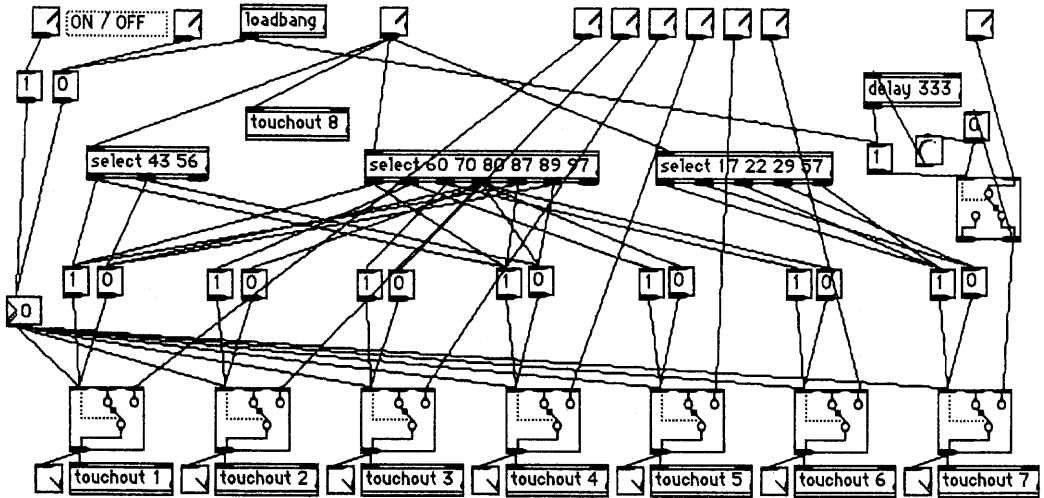 ON / OFF
loadbang
1 0
delay 333
touchout 8
0
select 43 56
select 60 70 80 87 89 97
select 17 22 29 57
1
1 0 1 0 1 0 1 0 1 0 1 0 1 0
0
touchout 1
touchout 2
touchout 3
touchout 4
touchout 5
touchout 6
touchout 7